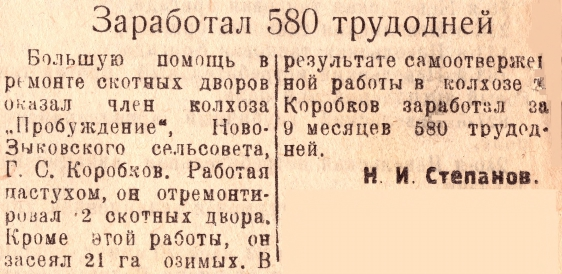 Заработал 580 трудодней
Большую помощь в
ремонте скотных дворов
оказал член колхоза
„Пробуждение“, Ново-
Зыковского сельсовета,
Г. С. Коробков. Работая
пастухом, он отремонти-
ровал 2 скотных двора.
Кроме этой работы, он
засеял 21 га озимых. В
результате самоотвержен
ной работы в колхозе т.
Коробков заработал за
9 месяцев 580 трудод-
ней.
Н. И. Степанов.